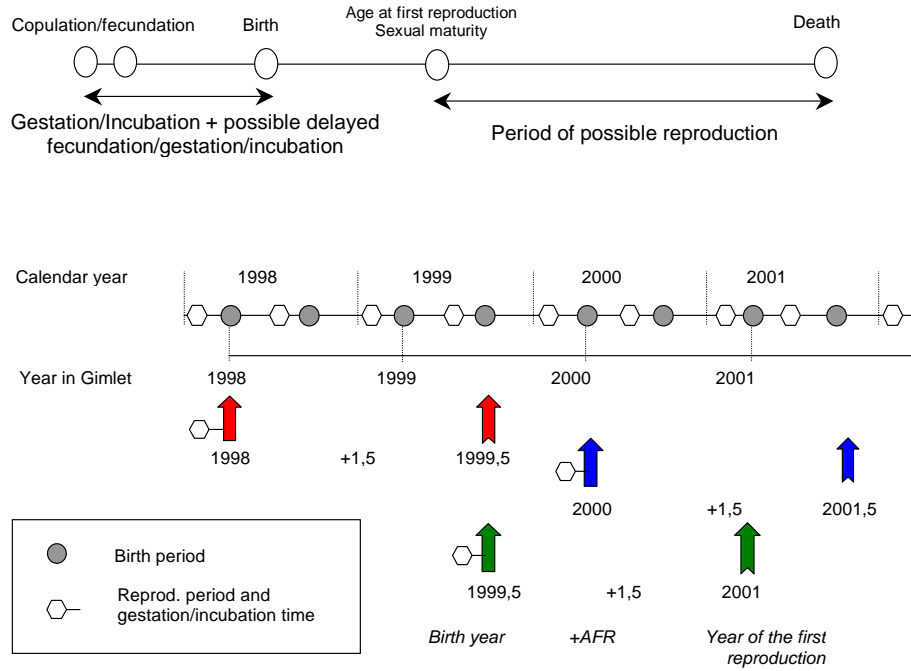 Copulation/fecundation
Birth
Age at first reproduction
Sexual maturity
Death
Gestation/Incubation + possible delayed
fecundation/gestation/incubation
Period of possible reproduction
Calendar year
1998
1999
2000
2001
Year in Gimlet
1998
1999
2000
2001
1998
+1,5
1999,5
2000
+1,5
2001,5
1999,5
+1,5
2001
Birth year
+AFR
Year of the first
reproduction
Birth period
Reprod. period and
gestation/incubation time